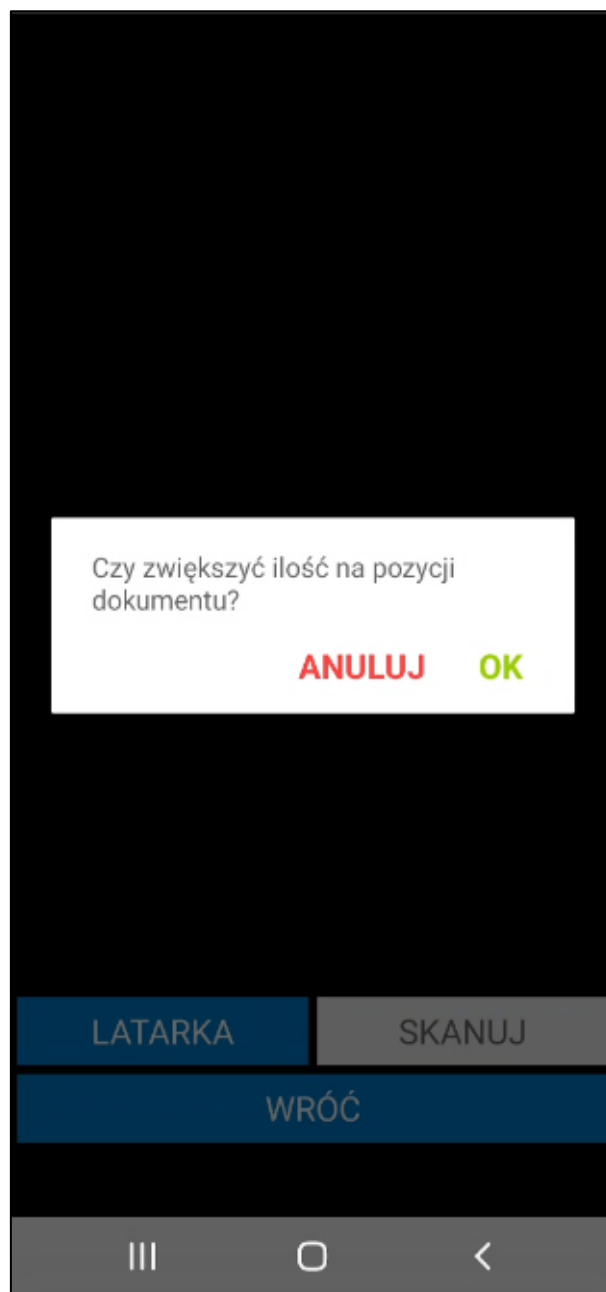 Czy zwiększyć ilość na pozycji
dokumentu?
ANULUJ OK
LATARKA SKANUJ
WRÓĆ